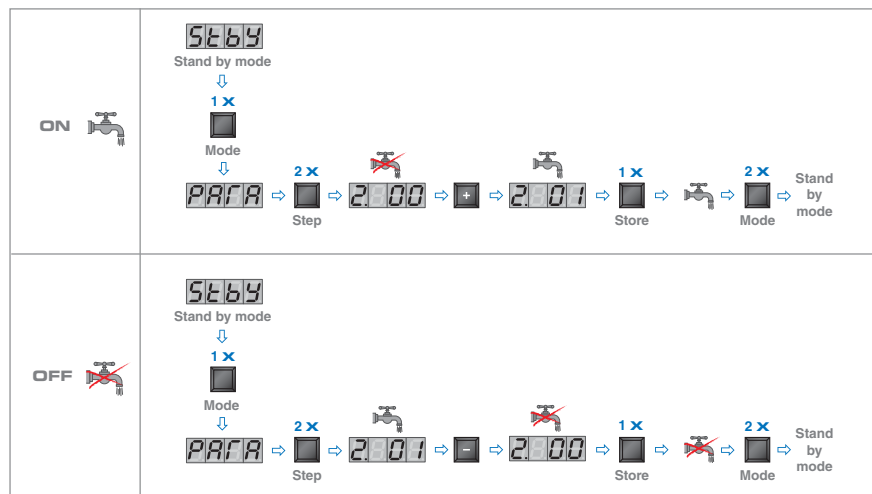 Stby
Stand by mode
1 X
ON
Mode
2 X
1 X
2 X
PArA
2. 00
+
2. 01
Stand
by
mode
Step
Store
Mode
Stby
Stand by mode
1 X
OFF
Mode
2 X
1 X
2 X
PArA
2. 01
-
2. 00
Stand
by
mode
Step
Store
Mode